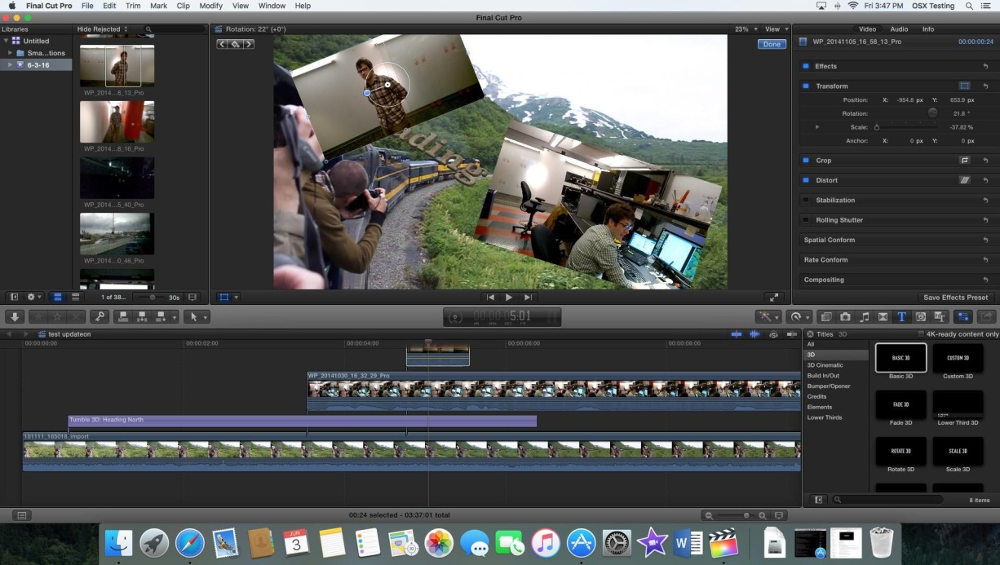 Final Cut Pro File Edit Trim Mark Clip Modify View Window Help Fri 3:47 PM OSX Testing
Final Cut Pro
Libraries Hide Rejected Rotation: 22° (+0°) 23% View Video Audio Info
Untitled
Sma...tions
6-3-16
WP_2014...8_13_Pro
WP_2014...8_16_Pro
WP_2014...5_40_Pro
WP_2014...0_46_Pro
Done
WP_20141105_16_58_13_Pro 00:00:00:24
Effects
Transform
Position: X: -954.8 px Y: 653.9 px
Rotation: 21.8 °
Scale: -37.82 %
Anchor: X: 0 px Y: 0 px
Crop
Distort
Stabilization
Rolling Shutter
Spatial Conform
Rate Conform
Compositing
1 of 38... 30s Save Effects Preset
5:01
HR MIN SEC FR
test updateon
00:00:00:00 00:00:02:00 00:00:04:00 00:00:06:00 00:00:08:00
WP_20141030_16_32_29_Pro
Tumble 3D: Heading North
101111_165018_import
Titles 3D 4K-ready content only
All
3D
3D Cinematic
Build In/Out
Bumper/Opener
Credits
Elements
Lower Thirds
BASIC 3D CUSTOM 3D
Basic 3D Custom 3D
FADE 3D
Fade 3D Lower Third 3D
ROTATE 3D SCALE 3D
Rotate 3D Scale 3D
8 items
00:24 selected - 03:37:01 total
JUN
3
W